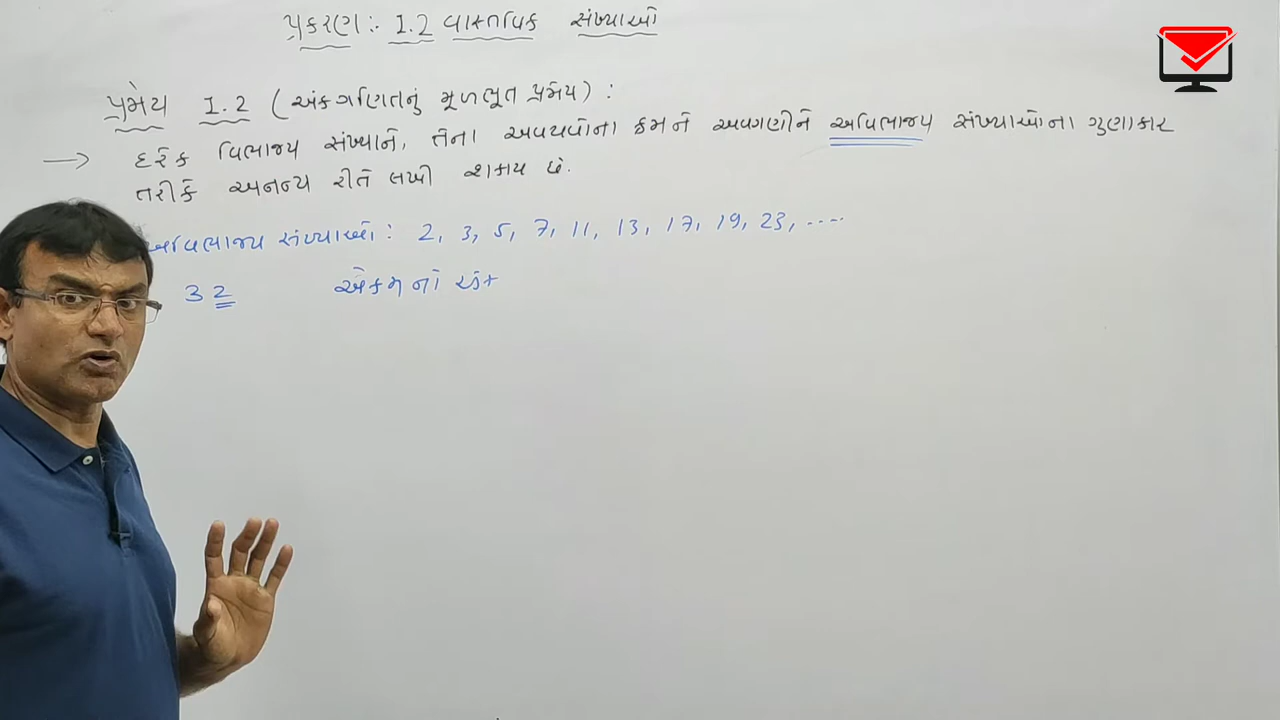 પ્રકરણ :- 1.2 વાસ્તવિક સંખ્યાઓ
પ્રમેય 1.2 (અંકગણિતનું મૂળભૂત પ્રમેય) :
→ દરેક વિભાજ્ય સંખ્યાને, તેના અવયવોના ક્રમને અવગણીને અવિભાજ્ય સંખ્યાઓના ગુણાકાર
તરીકે અનન્ય રીતે લખી શકાય છે.
અવિભાજ્ય સંખ્યાઓ : 2, 3, 5, 7, 11, 13, 17, 19, 23, ....
32 એકમનો